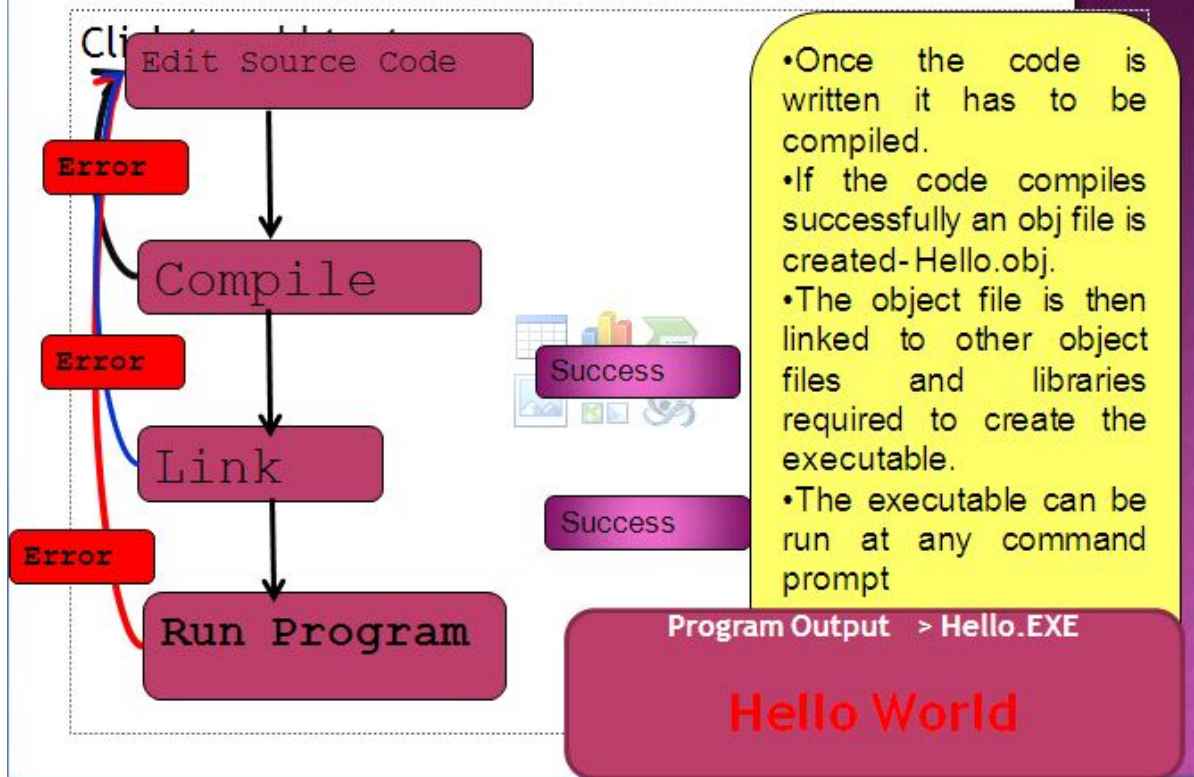 Edit Source Code
Error
Compile
Error
Link
Error
Run Program
Success
Success
•Once the code is
written it has to be
compiled.
•If the code compiles
successfully an obj file is
created-Hello.obj.
•The object file is then
linked to other object
files and libraries
required to create the
executable.
•The executable can be
run at any command
prompt
Program Output > Hello.EXE
Hello World